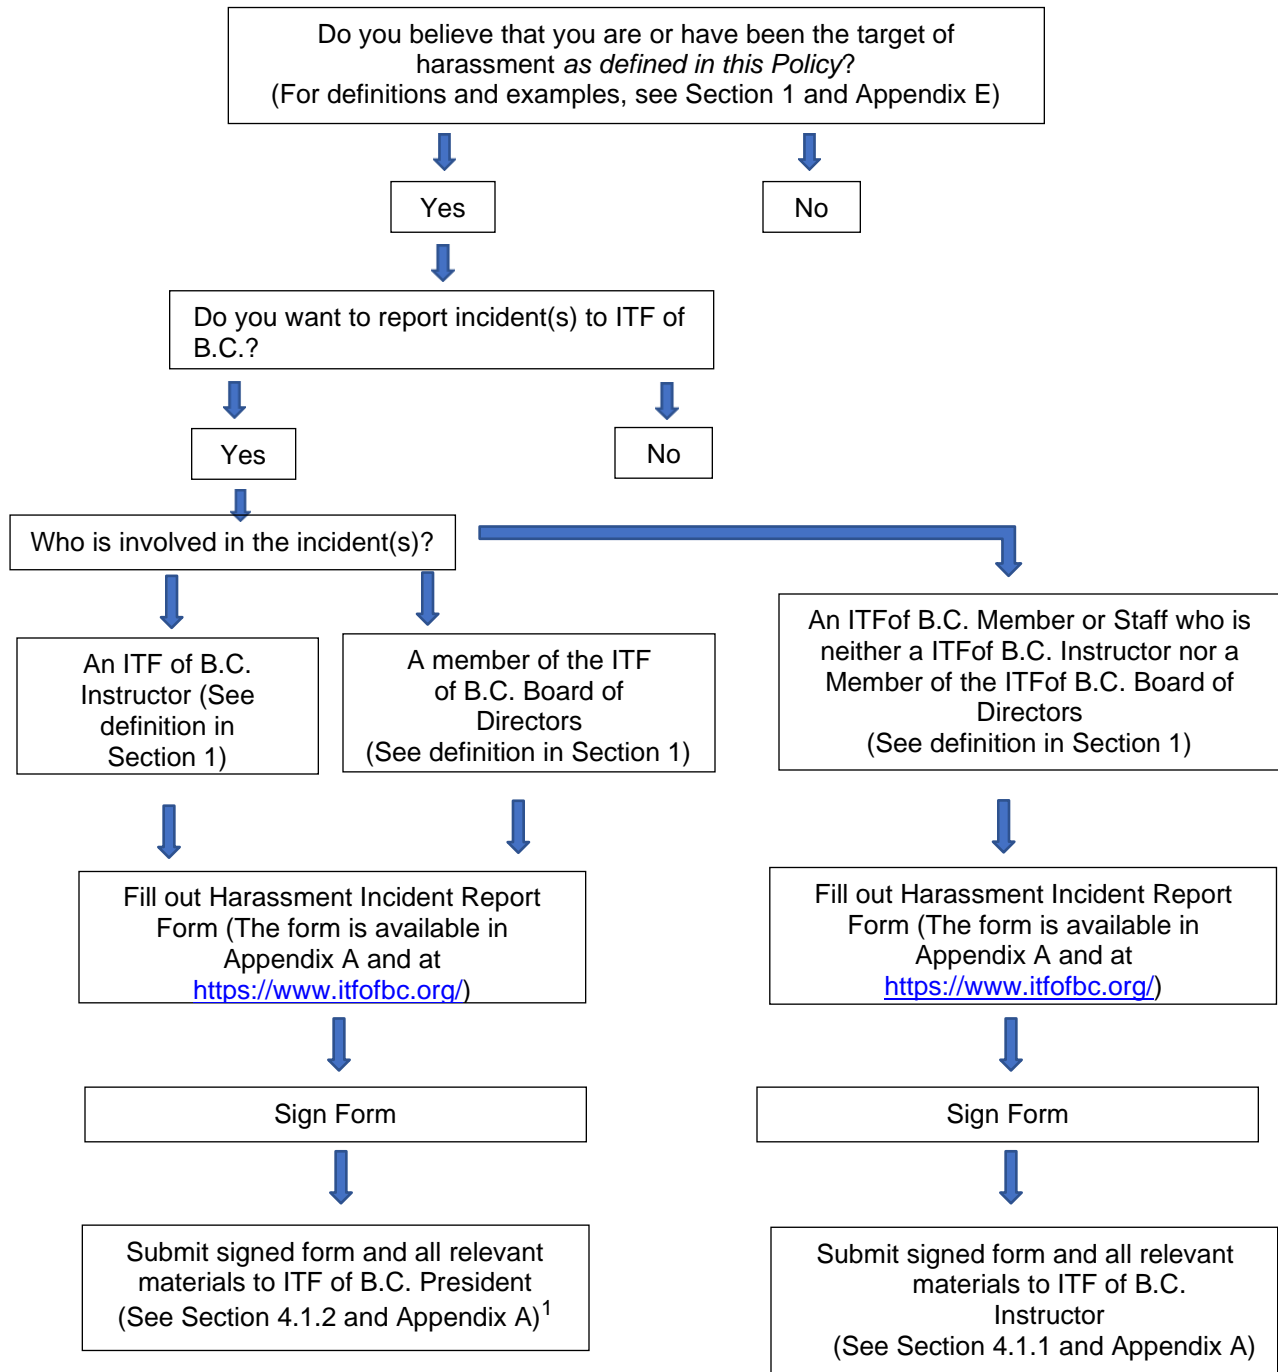 Do you believe that you are or have been the target of
harassment as defined in this Policy?
(For definitions and examples, see Section 1 and Appendix E)
Yes
No
Do you want to report incident(s) to ITF of
B.C.?
Yes
No
Who is involved in the incident(s)?
An ITF of B.C.
Instructor (See
definition in
Section 1)
A member of the ITF
of B.C. Board of
Directors
(See definition in Section 1)
An ITFof B.C. Member or Staff who is
neither a ITFof B.C. Instructor nor a
Member of the ITFof B.C. Board of
Directors
(See definition in Section 1)
Fill out Harassment Incident Report
Form (The form is available in
Appendix A and at
https://www.itfofbc.org/)
Fill out Harassment Incident Report
Form (The form is available in
Appendix A and at
https://www.itfofbc.org/)
Sign Form
Sign Form
Submit signed form and all relevant
materials to ITF of B.C. President
(See Section 4.1.2 and Appendix A)1
Submit signed form and all relevant
materials to ITF of B.C.
Instructor
(See Section 4.1.1 and Appendix A)